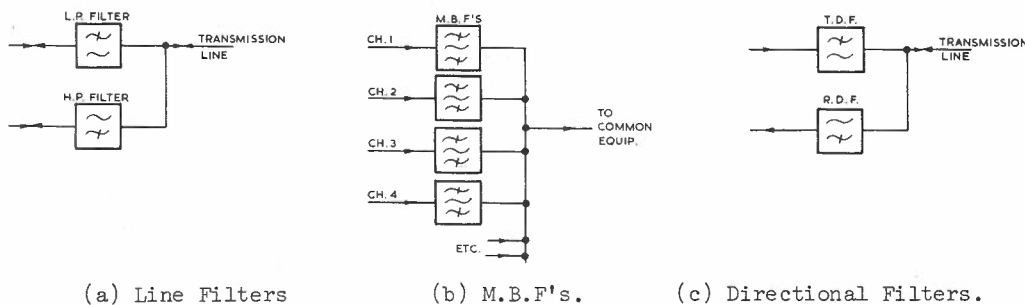 L.P. FILTER
TRANSMISSION
LINE
H.P. FILTER
(a) Line Filters
M.B.F'S
CH.1
CH.2
CH.3
CH.4
ETC.
TO
COMMON
EQUIP.
(b) M.B.F's.
T.D.F.
TRANSMISSION
LINE
R.D.F.
(c) Directional Filters.